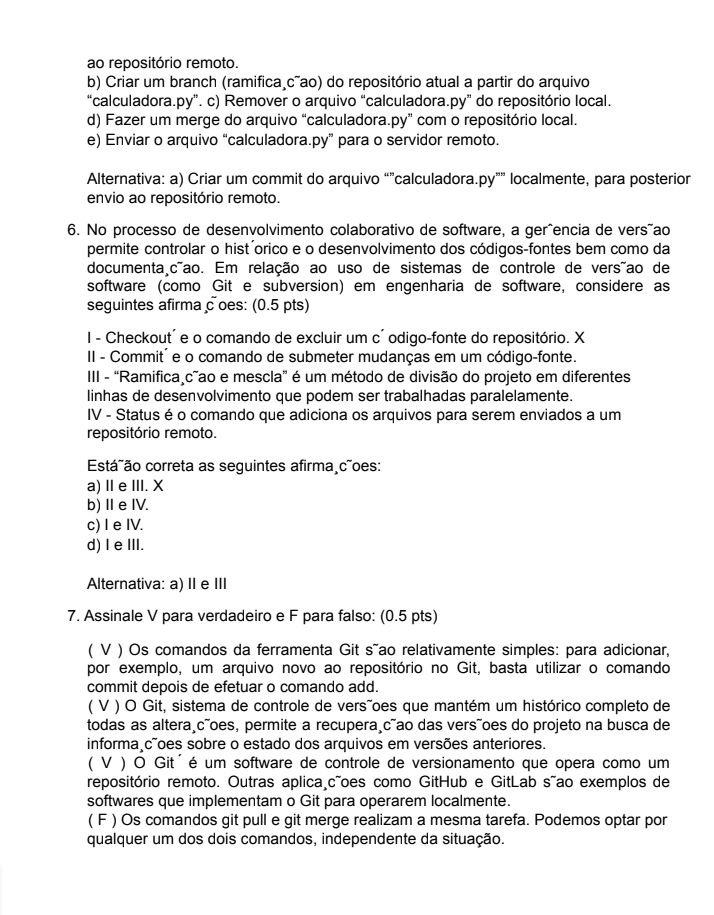 ao repositório remoto.
b) Criar um branch (ramifica¸c˜ao) do repositório atual a partir do arquivo
“calculadora.py”. c) Remover o arquivo “calculadora.py” do repositório local.
d) Fazer um merge do arquivo “calculadora.py” com o repositório local.
e) Enviar o arquivo “calculadora.py” para o servidor remoto.
Alternativa: a) Criar um commit do arquivo “”calculadora.py”” localmente, para posterior
envio ao repositório remoto.
6. No processo de desenvolvimento colaborativo de software, a gerˆencia de vers˜ao
permite controlar o hist´orico e o desenvolvimento dos códigos-fontes bem como da
documenta¸c˜ao. Em relação ao uso de sistemas de controle de vers˜ao de
software (como Git e subversion) em engenharia de software, considere as
seguintes afirma¸c˜oes: (0.5 pts)
I - Checkout´ e o comando de excluir um c´ odigo-fonte do repositório. X
II - Commit´ e o comando de submeter mudanças em um código-fonte.
III - “Ramifica¸c˜ao e mescla” é um método de divisão do projeto em diferentes
linhas de desenvolvimento que podem ser trabalhadas paralelamente.
IV - Status é o comando que adiciona os arquivos para serem enviados a um
repositório remoto.
Está˜ão correta as seguintes afirma¸c˜oes:
a) II e III. X
b) II e IV.
c) I e IV.
d) I e III.
Alternativa: a) II e III
7. Assinale V para verdadeiro e F para falso: (0.5 pts)
( V ) Os comandos da ferramenta Git s˜ao relativamente simples: para adicionar,
por exemplo, um arquivo novo ao repositório no Git, basta utilizar o comando
commit depois de efetuar o comando add.
( V ) O Git, sistema de controle de vers˜oes que mantém um histórico completo de
todas as altera¸c˜oes, permite a recupera¸c˜ao das vers˜oes do projeto na busca de
informa¸c˜oes sobre o estado dos arquivos em versões anteriores.
( V ) O Git ´ é um software de controle de versionamento que opera como um
repositório remoto. Outras aplica¸c˜oes como GitHub e GitLab s˜ao exemplos de
softwares que implementam o Git para operarem localmente.
( F ) Os comandos git pull e git merge realizam a mesma tarefa. Podemos optar por
qualquer um dos dois comandos, independente da situação.